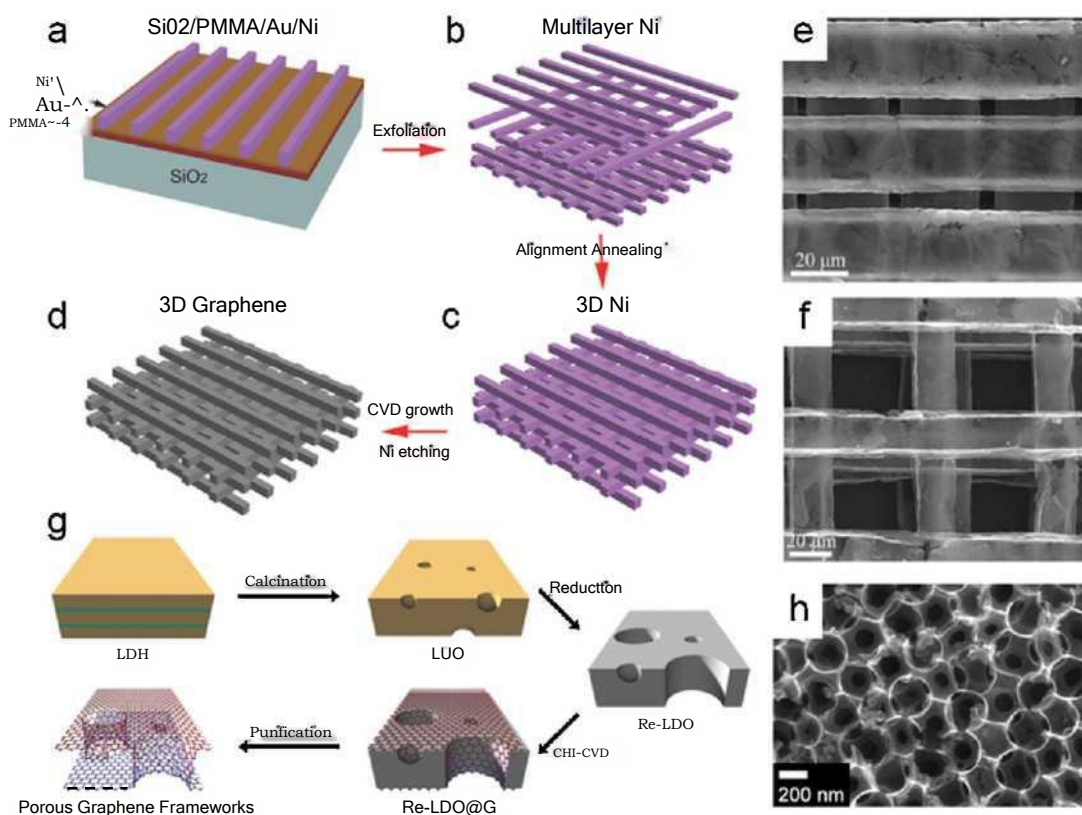 a
Si02/PMMA/Au/Ni
Ni'\
Au-^.
PMMA~-4
SiO2
Exfoliation
b
Multilayer Ni
Alignment Annealing
d
3D Graphene
c
3D Ni
CVD growth
Ni etching
e
20 μm
f
20 μm
g
Calcination
Reduction
LDH
LUO
Re-LDO
Punfication
CHI-CVD
Porous Graphene Frameworks
Re-LDO@G
h
200 nm